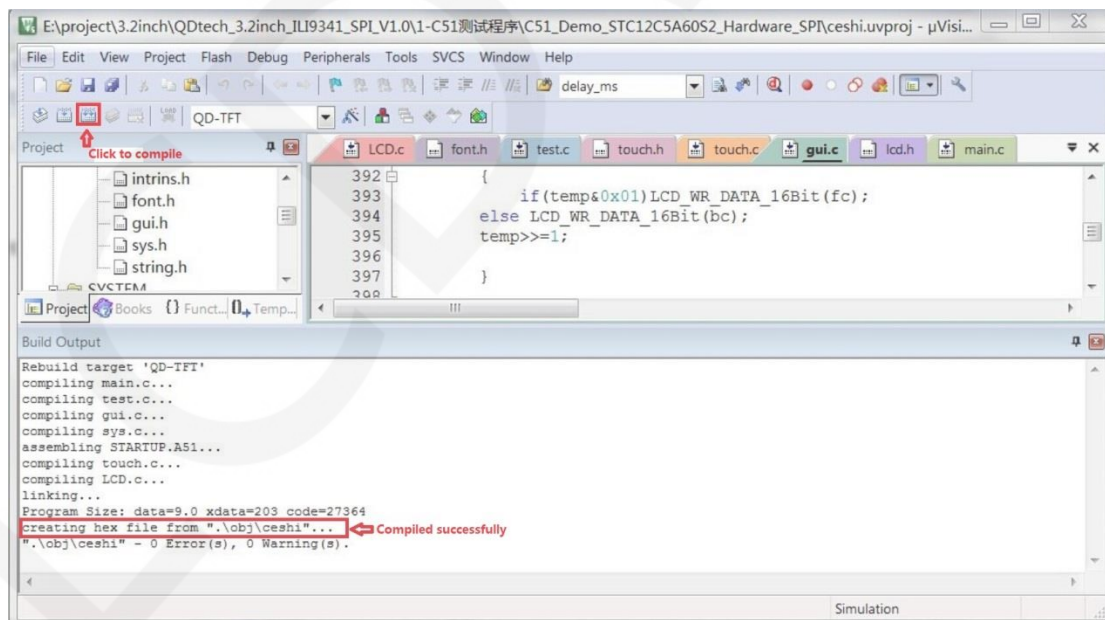 E:\project\3.2inch\QDtech_3.2inch_ILI9341_SPI_V1.0\1-C51测试程序\C51_Demo_STC12C5A60S2_Hardware_SPI\ceshi.uvproj - µVisi...
File Edit View Project Flash Debug Peripherals Tools SVCS Window Help
delay_ms
QD-TFT
Click to compile
Project
LCD.c font.h test.c touch.h touch.c gui.c lcd.h main.c
intrins.h
font.h
gui.h
sys.h
string.h
SYSTEM
392 {
393 if(temp&0x01)LCD_WR_DATA_16Bit(fc);
394 else LCD_WR_DATA_16Bit(bc);
395 temp>>=1;
396
397 }
398
Project Books {} Funct... 0 Temp...
Build Output
Rebuild target 'QD-TFT'
compiling main.c...
compiling test.c...
compiling gui.c...
compiling sys.c...
assembling STARTUP.A51...
compiling touch.c...
compiling LCD.c...
linking...
Program Size: data=9.0 xdata=203 code=27364
creating hex file from ".\obj\ceshi"... Compiled successfully
".\obj\ceshi" - 0 Error(s), 0 Warning(s).
Simulation